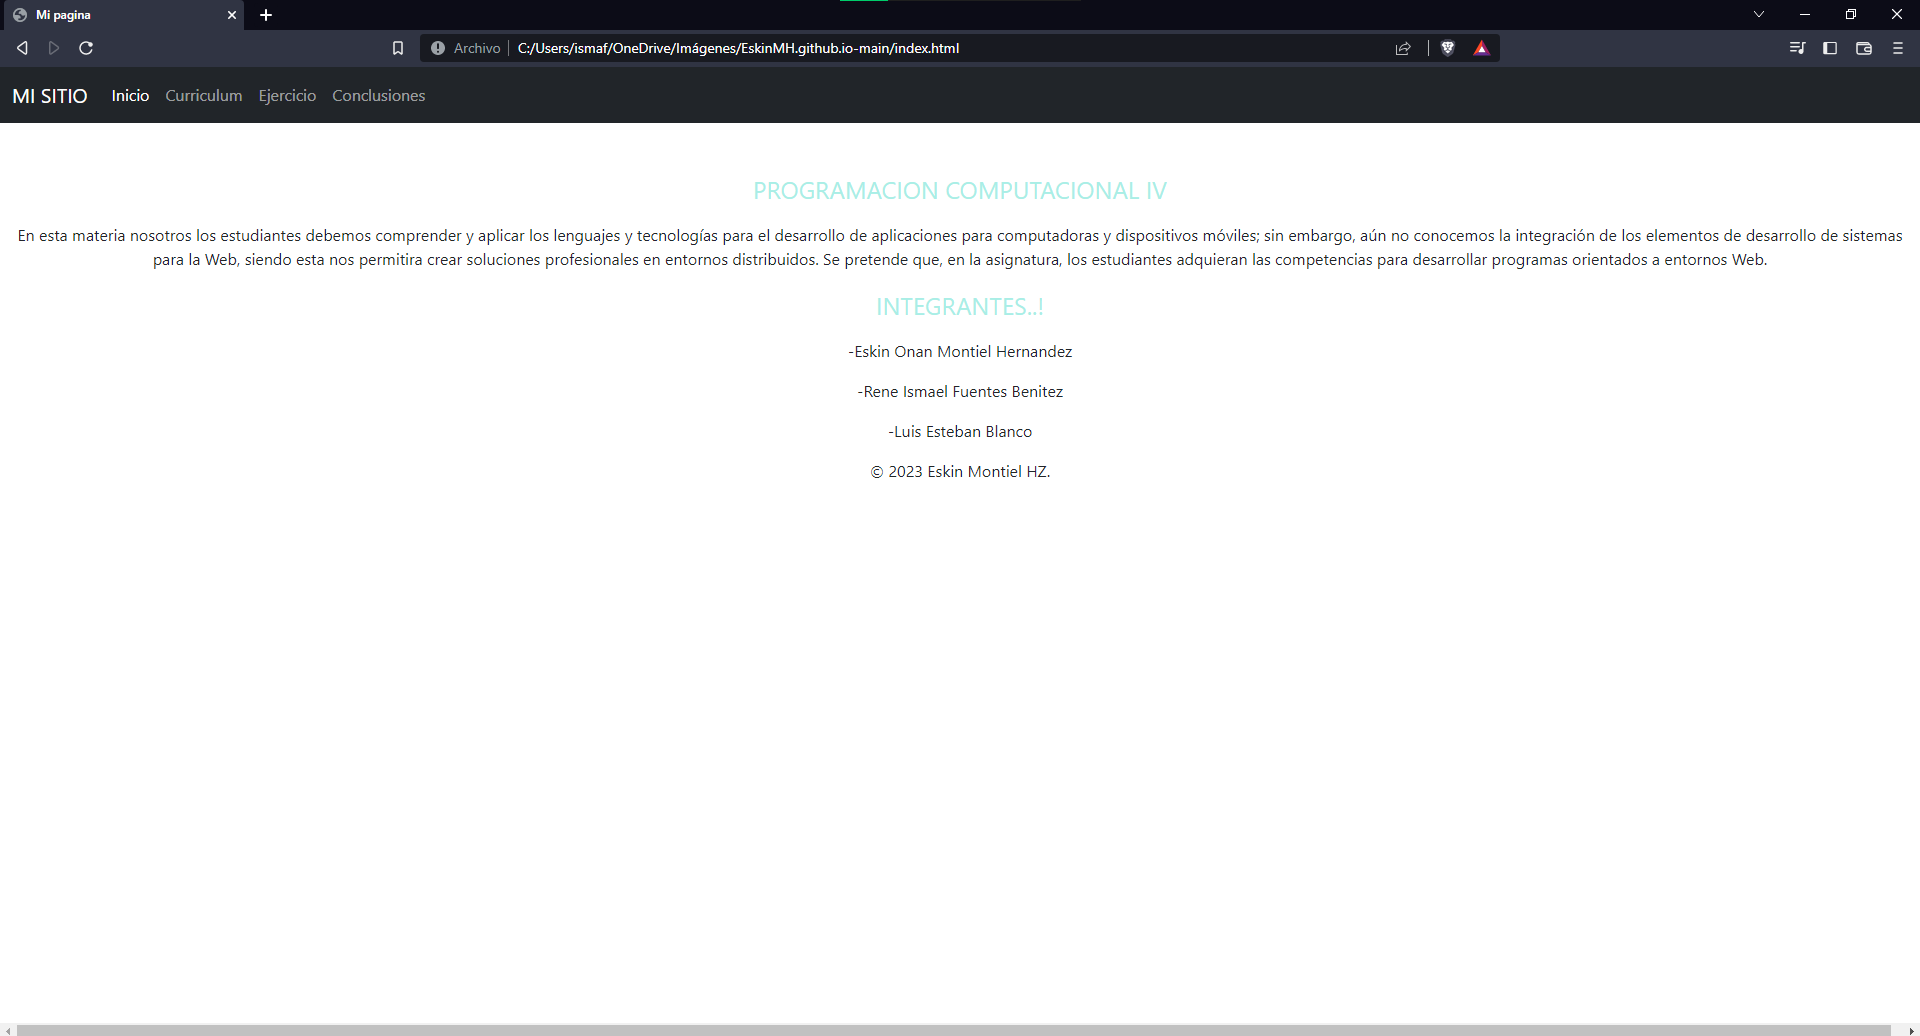 Mi pagina
Archivo C:/Users/ismaf/OneDrive/Imágenes/EskinMH.github.io-main/index.html
MI SITIO Inicio Curriculum Ejercicio Conclusiones
PROGRAMACION COMPUTACIONAL IV
En esta materia nosotros los estudiantes debemos comprender y aplicar los lenguajes y tecnologías para el desarrollo de aplicaciones para computadoras y dispositivos móviles; sin embargo, aún no conocemos la integración de los elementos de desarrollo de sistemas
para la Web, siendo esta nos permitira crear soluciones profesionales en entornos distribuidos. Se pretende que, en la asignatura, los estudiantes adquieran las competencias para desarrollar programas orientados a entornos Web.
INTEGRANTES..!
-Eskin Onan Montiel Hernandez
-Rene Ismael Fuentes Benitez
-Luis Esteban Blanco
© 2023 Eskin Montiel HZ.